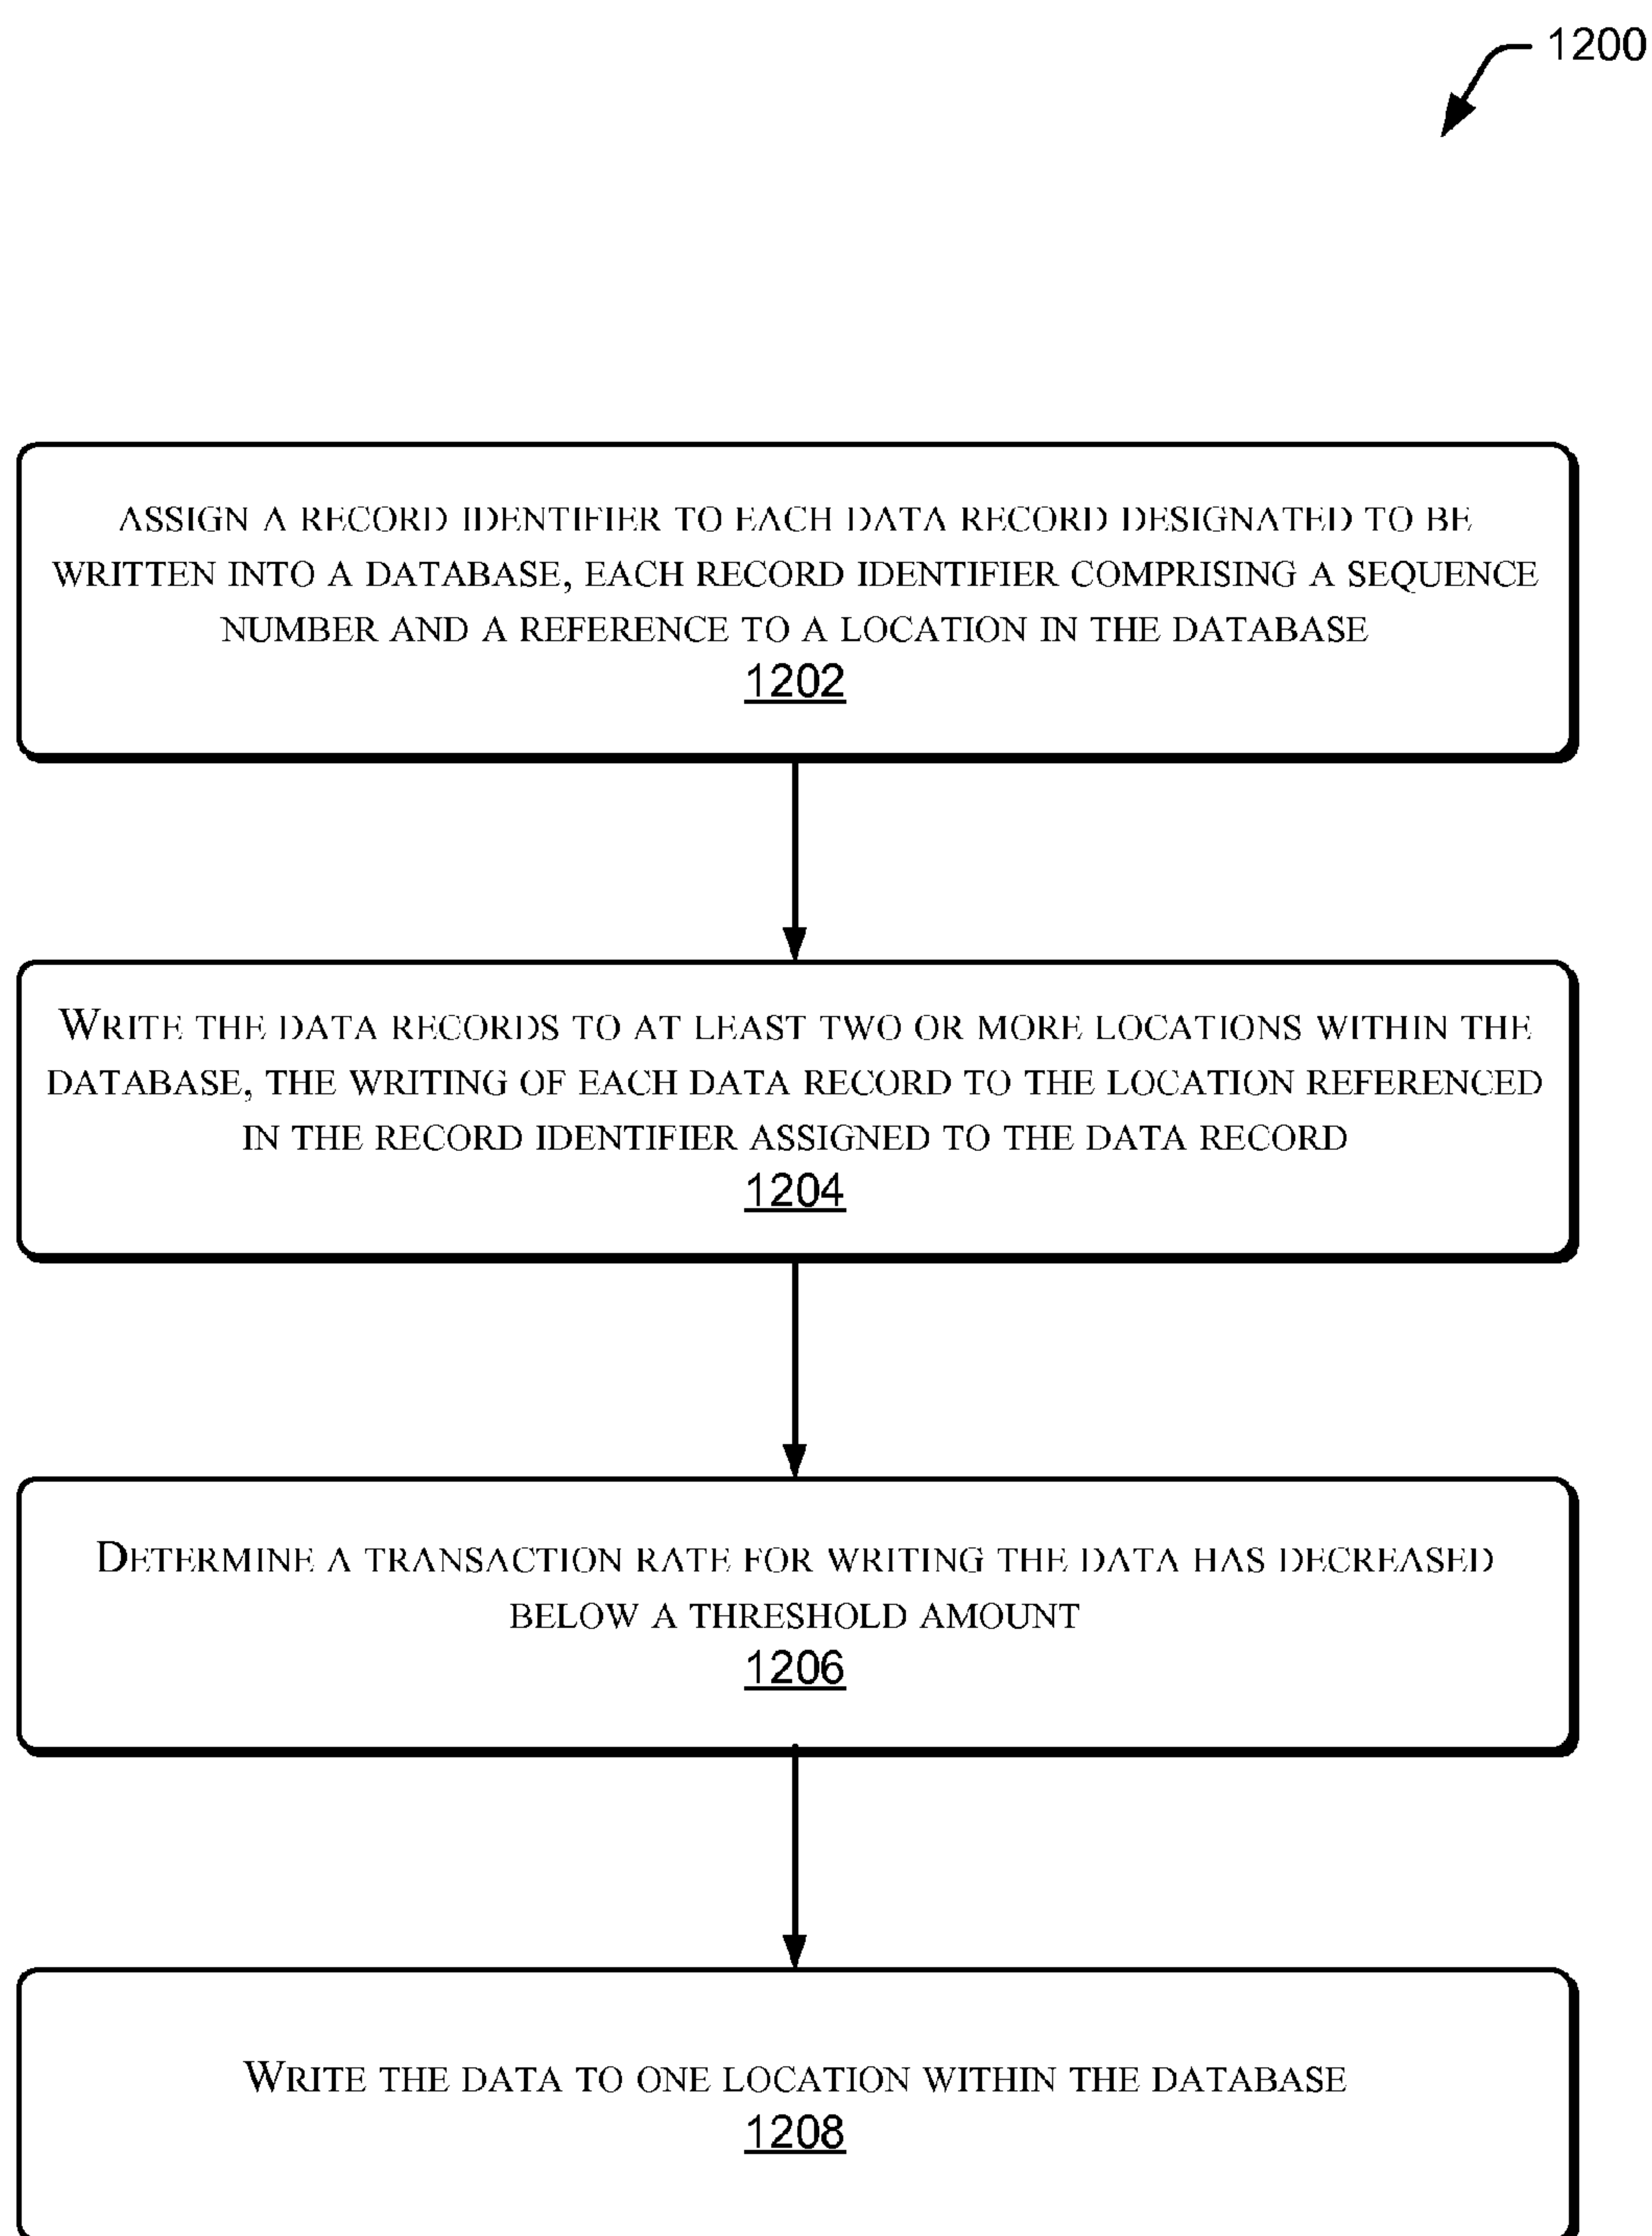 1200
ASSIGN A RECORD IDENTIFIER TO EACH DATA RECORD DESIGNATED TO BE
WRITTEN INTO A DATABASE, EACH RECORD IDENTIFIER COMPRISING A SEQUENCE
NUMBER AND A REFERENCE TO A LOCATION IN THE DATABASE
1202
WRITE THE DATA RECORDS TO AT LEAST TWO OR MORE LOCATIONS WITHIN THE
DATABASE, THE WRITING OF EACH DATA RECORD TO THE LOCATION REFERENCED
IN THE RECORD IDENTIFIER ASSIGNED TO THE DATA RECORD
1204
DETERMINE A TRANSACTION RATE FOR WRITING THE DATA HAS DECREASED
BELOW A THRESHOLD AMOUNT
1206
WRITE THE DATA TO ONE LOCATION WITHIN THE DATABASE
1208